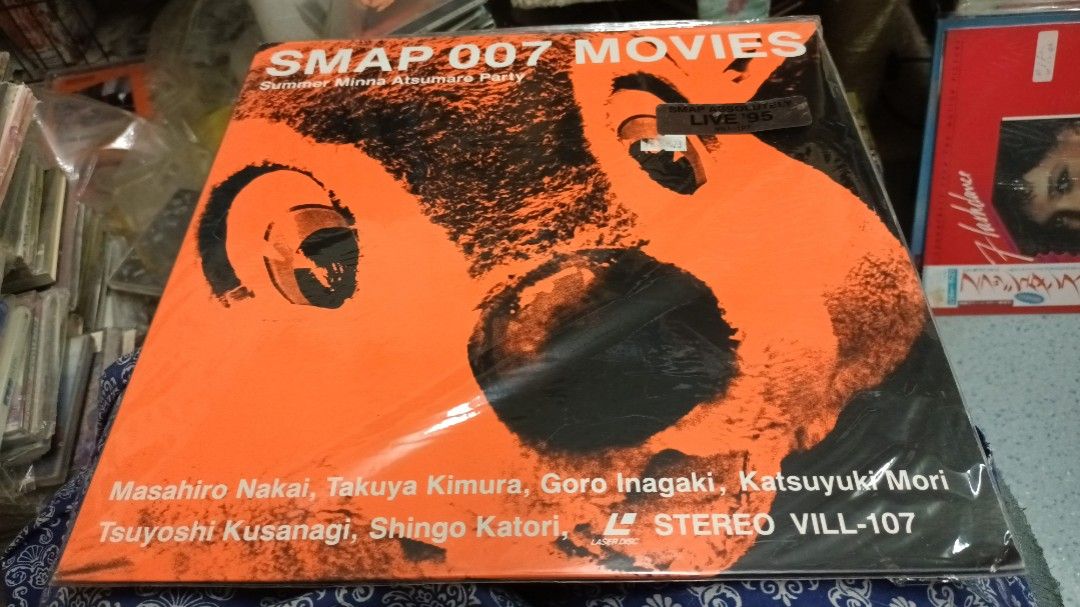 SMAP 007 MOVIES
Summer Minna Atsumare Party
LIVE '95
Masahiro Nakai, Takuya Kimura, Goro Inagaki, Katsuyuki Mori
Tsuyoshi Kusanagi, Shingo Katori, LASER DISC STEREO VILL-107
Flashdance